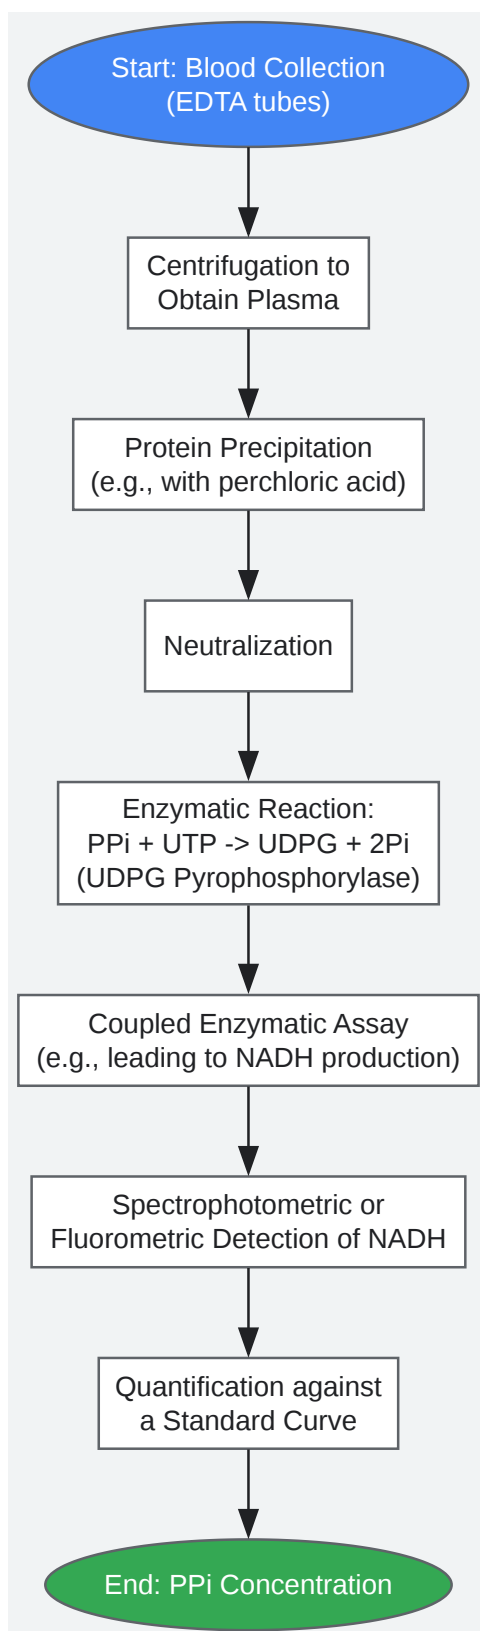 Start: Blood Collection
(EDTA tubes)
Centrifugation to
Obtain Plasma
Protein Precipitation
(e.g., with perchloric acid)
Neutralization
Enzymatic Reaction:
PPi + UTP -> UDPG + 2Pi
(UDPG Pyrophosphorylase)
Coupled Enzymatic Assay
(e.g., leading to NADH production)
Spectrophotometric or
Fluorometric Detection of NADH
Quantification against
a Standard Curve
End: PPi Concentration